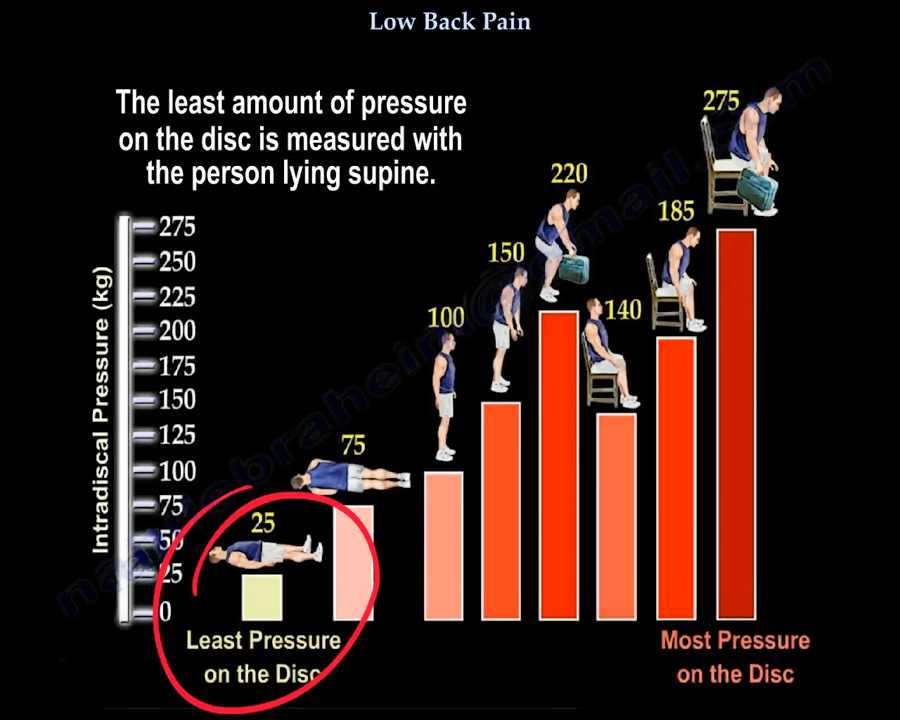 Low Back Pain
The least amount of pressure
on the disc is measured with
the person lying supine.
Intradiscal Pressure (kg)
275
250
225
200
175
150
125
100
75
50
25
0
25
75
100
150
220
140
185
275
Least Pressure
on the Disc
Most Pressure
on the Disc